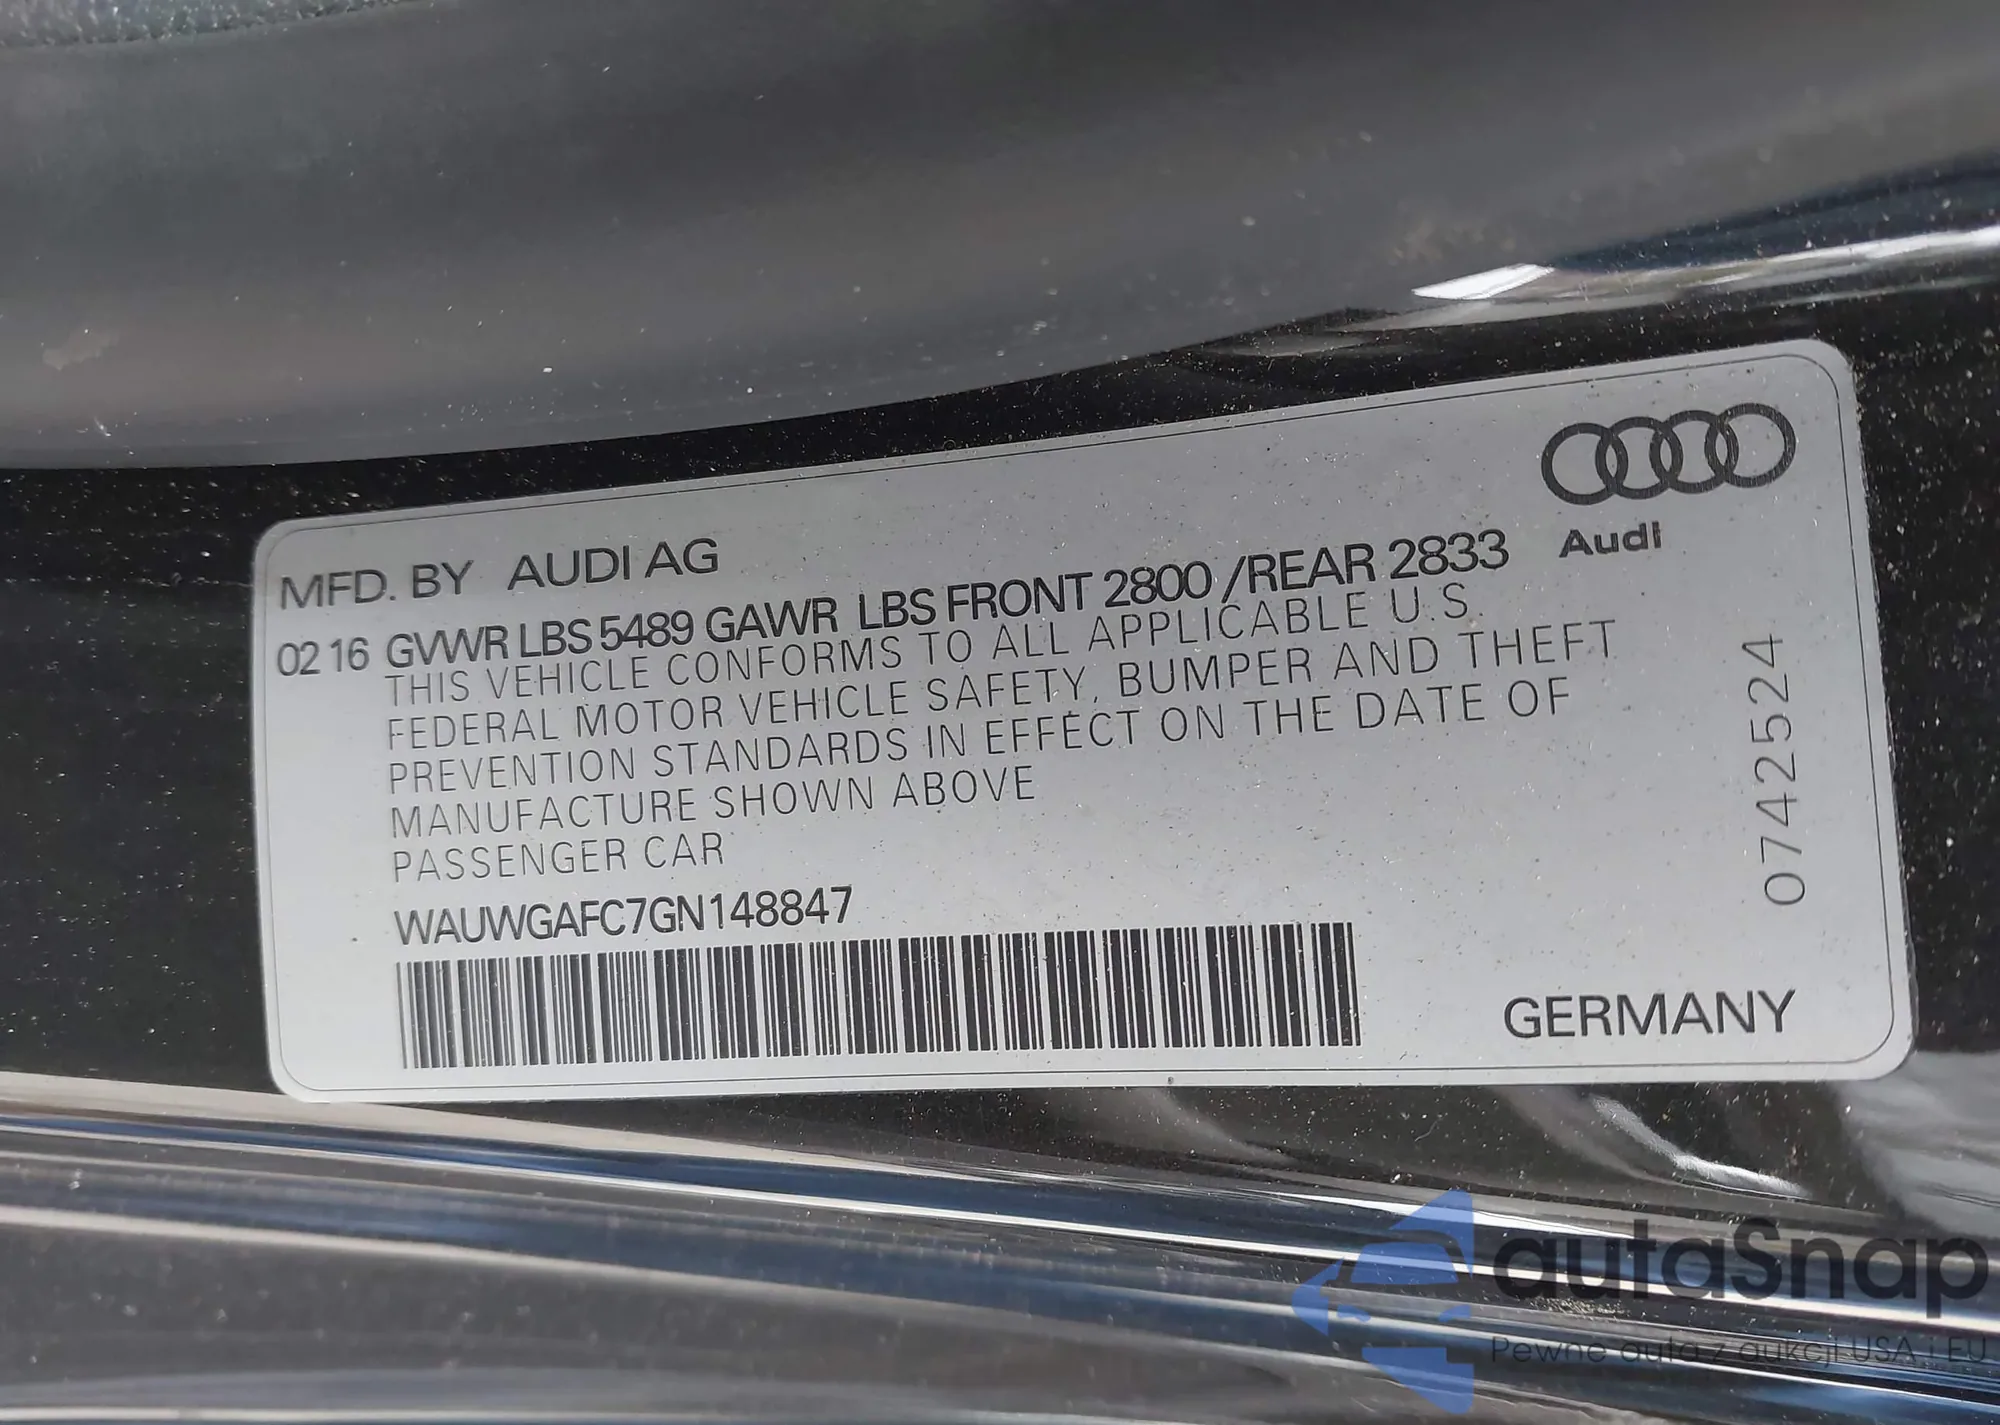 MFD. BY AUDI AG
Audi
02 16 GVWR LBS 5489 GAWR LBS FRONT 2800 /REAR 2833
THIS VEHICLE CONFORMS TO ALL APPLICABLE U.S.
FEDERAL MOTOR VEHICLE SAFETY, BUMPER AND THEFT
PREVENTION STANDARDS IN EFFECT ON THE DATE OF
MANUFACTURE SHOWN ABOVE
PASSENGER CAR
0742524
WAUWGAFC7GN148847
GERMANY
autaSnap
Pewne auta z aukcji USA i EU